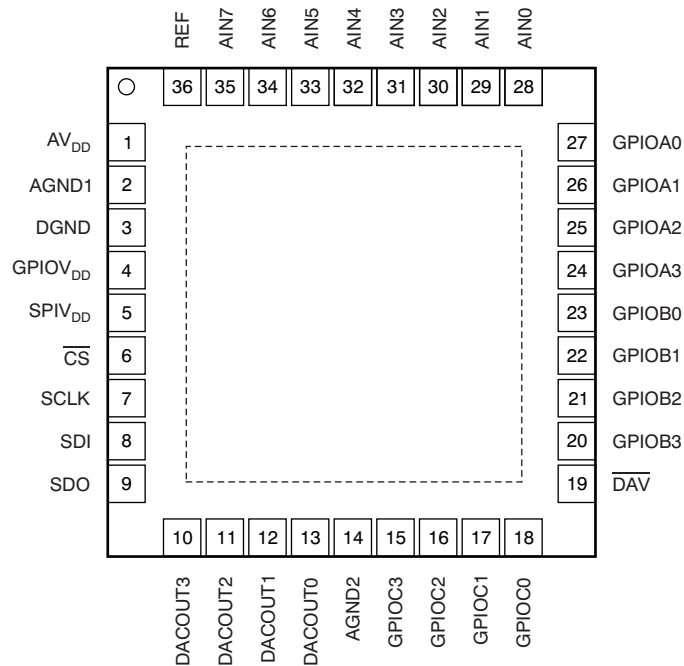 REF AIN7 AIN6 AIN5 AIN4 AIN3 AIN2 AIN1 AIN0
36 35 34 33 32 31 30 29 28
AVDD 1 27 GPIOA0
AGND1 2 26 GPIOA1
DGND 3 25 GPIOA2
GPIOVDD 4 24 GPIOA3
SPIVDD 5 23 GPIOB0
CS 6 22 GPIOB1
SCLK 7 21 GPIOB2
SDI 8 20 GPIOB3
SDO 9 19 DAV
10 11 12 13 14 15 16 17 18
DACOUT3 DACOUT2 DACOUT1 DACOUT0 AGND2 GPIOC3 GPIOC2 GPIOC1 GPIOC0